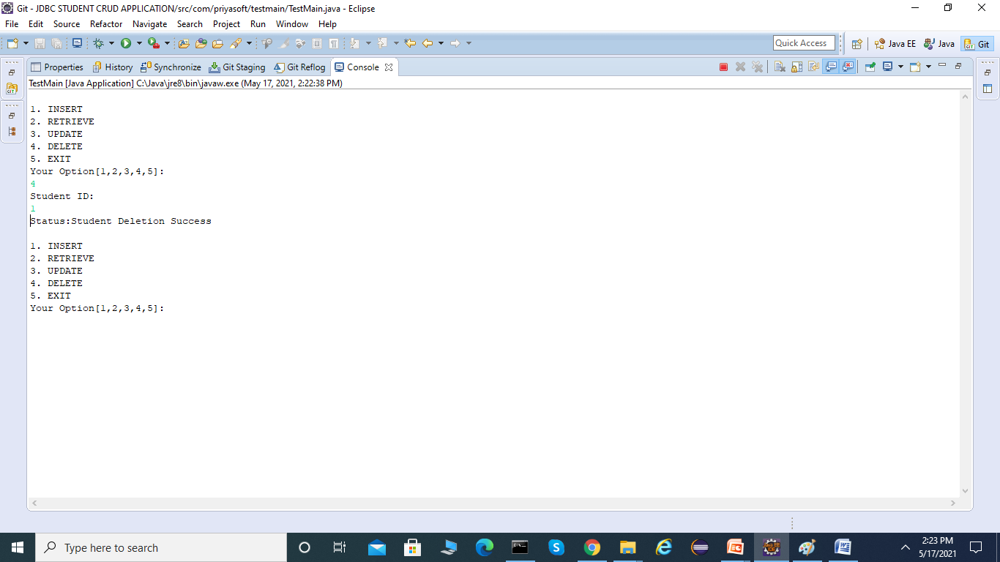 Git - JDBC STUDENT CRUD APPLICATION/src/com/priyasoft/testmain/TestMain.java - Eclipse
File Edit Source Refactor Navigate Search Project Run Window Help
Quick Access
Java EE
Java
Git
Properties
History
Synchronize
Git Staging
Git Reflog
Console
TestMain [Java Application] C:\Java\jre8\bin\javaw.exe (May 17, 2021, 2:22:38 PM)
1. INSERT
2. RETRIEVE
3. UPDATE
4. DELETE
5. EXIT
Your Option[1,2,3,4,5]:
4
Student ID:
1
Status:Student Deletion Success
1. INSERT
2. RETRIEVE
3. UPDATE
4. DELETE
5. EXIT
Your Option[1,2,3,4,5]:
Type here to search
2:23 PM
5/17/2021